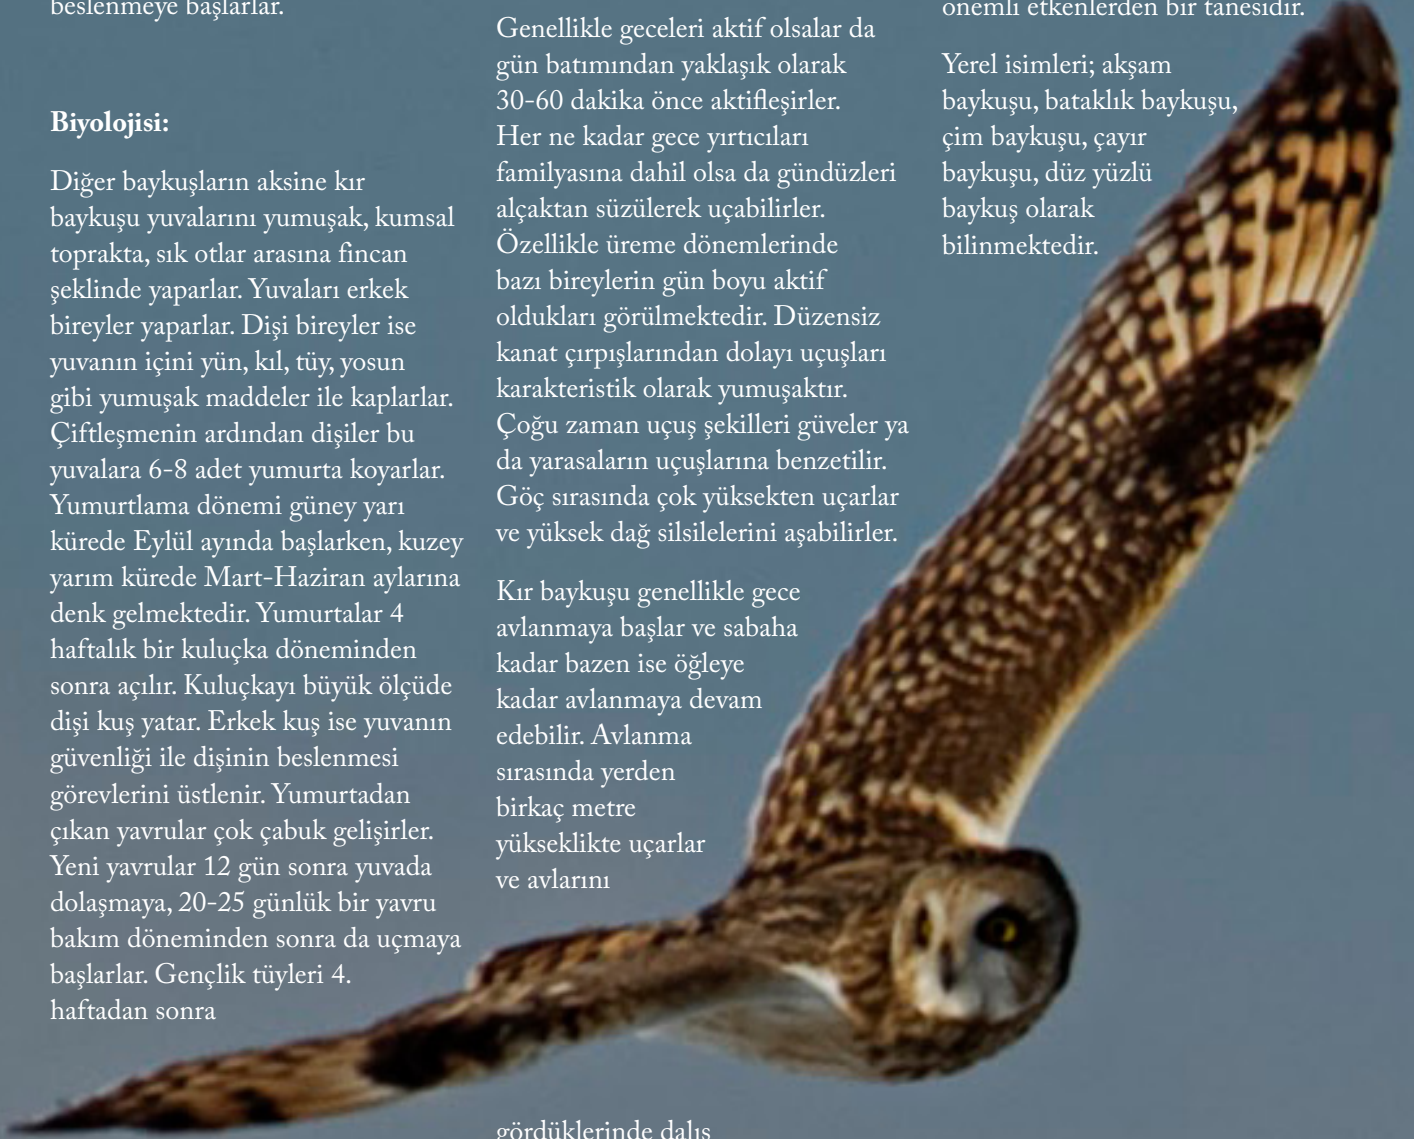 beslenmeye başlarlar.
Biyolojisi:
Diğer baykuşların aksine kır
baykuşu yuvalarını yumuşak, kumsal
toprakta, sık otlar arasına fincan
şeklinde yaparlar. Yuvaları erkek
bireyler yaparlar. Dişi bireyler ise
yuvanın içini yün, kıl, tüy, yosun
gibi yumuşak maddeler ile kaplarlar.
Çiftleşmenin ardından dişiler bu
yuvalara 6-8 adet yumurta koyarlar.
Yumurtlama dönemi güney yarı
kürede Eylül ayında başlarken, kuzey
yarım kürede Mart-Haziran aylarına
denk gelmektedir. Yumurtalar 4
haftalık bir kuluçka döneminden
sonra açılır. Kuluçkayı büyük ölçüde
dişi kuş yatar. Erkek kuş ise yuvanın
güvenliği ile dişinin beslenmesi
görevlerini üstlenir. Yumurtadan
çıkan yavrular çok çabuk gelişirler.
Yeni yavrular 12 gün sonra yuvada
dolaşmaya, 20-25 günlük bir yavru
bakım döneminden sonra da uçmaya
başlarlar. Gençlik tüyleri 4.
haftadan sonra
Genellikle geceleri aktif olsalar da
gün batımından yaklaşık olarak
30-60 dakika önce aktifleşirler.
Her ne kadar gece yırtıcıları
familyasına dahil olsa da gündüzleri
alçaktan süzülerek uçabilirler.
Özellikle üreme dönemlerinde
bazı bireylerin gün boyu aktif
oldukları görülmektedir. Düzensiz
kanat çırpışlarından dolayı uçuşları
karakteristik olarak yumuşaktır.
Çoğu zaman uçuş şekilleri güveler ya
da yarasaların uçuşlarına benzetilir.
Göç sırasında çok yüksekten uçarlar
ve yüksek dağ silsilelerini aşabilirler.
Kır baykuşu genellikle gece
avlanmaya başlar ve sabaha
kadar bazen ise öğleye
kadar avlanmaya devam
edebilir. Avlanma
sırasında yerden
birkaç metre
yükseklikte uçarlar
ve avlarını
gördüklerinde dalış
önemli etkenlerden bir tanesidir.
Yerel isimleri; akşam
baykuşu, bataklık baykuşu,
çim baykuşu, çayır
baykuşu, düz yüzlü
baykuş olarak
bilinmektedir.